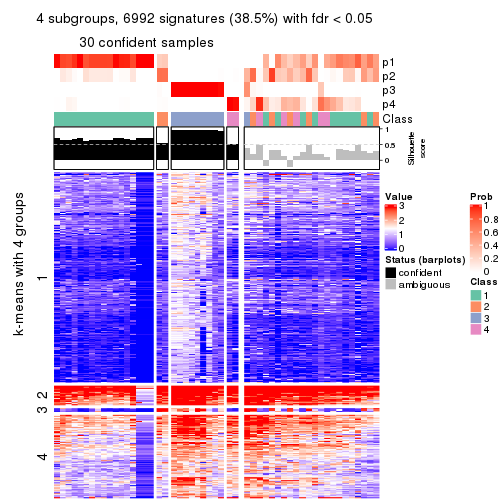 4 subgroups, 6992 signatures (38.5%) with fdr < 0.05
30 confident samples
p1
p2
p3
p4
Class
1
0.5
0
Silhouette
score
k-means with 4 groups
1
2
3
4
Value
3
2
1
0
Status (barplots)
confident
ambiguous
Prob
1
0.8
0.6
0.4
0.2
0
Class
1
2
3
4